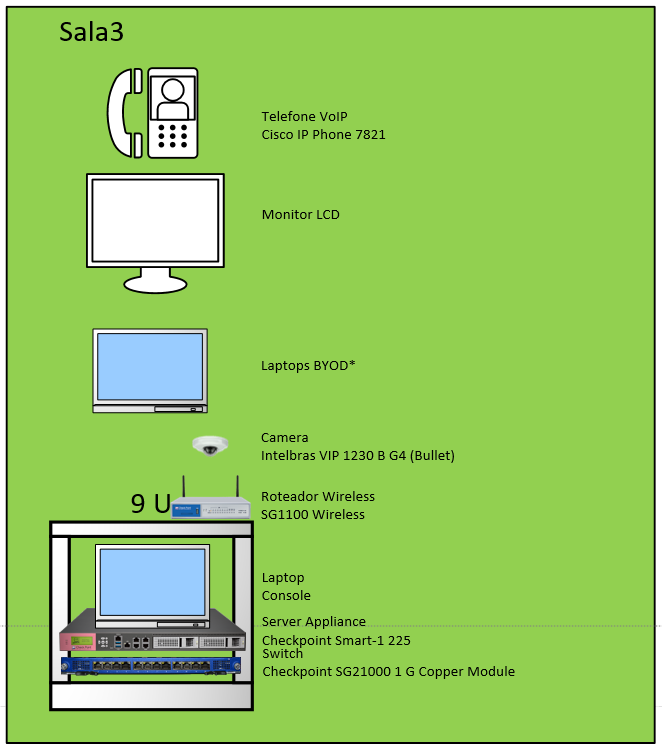 Sala3
Telefone VoIP
Cisco IP Phone 7821
Monitor LCD
Laptops BYOD*
Camera
Intelbras VIP 1230 B G4 (Bullet)
9 U
Roteador Wireless
SG1100 Wireless
Laptop
Console
Server Appliance
Checkpoint Smart-1 225
Switch
Checkpoint SG21000 1 G Copper Module